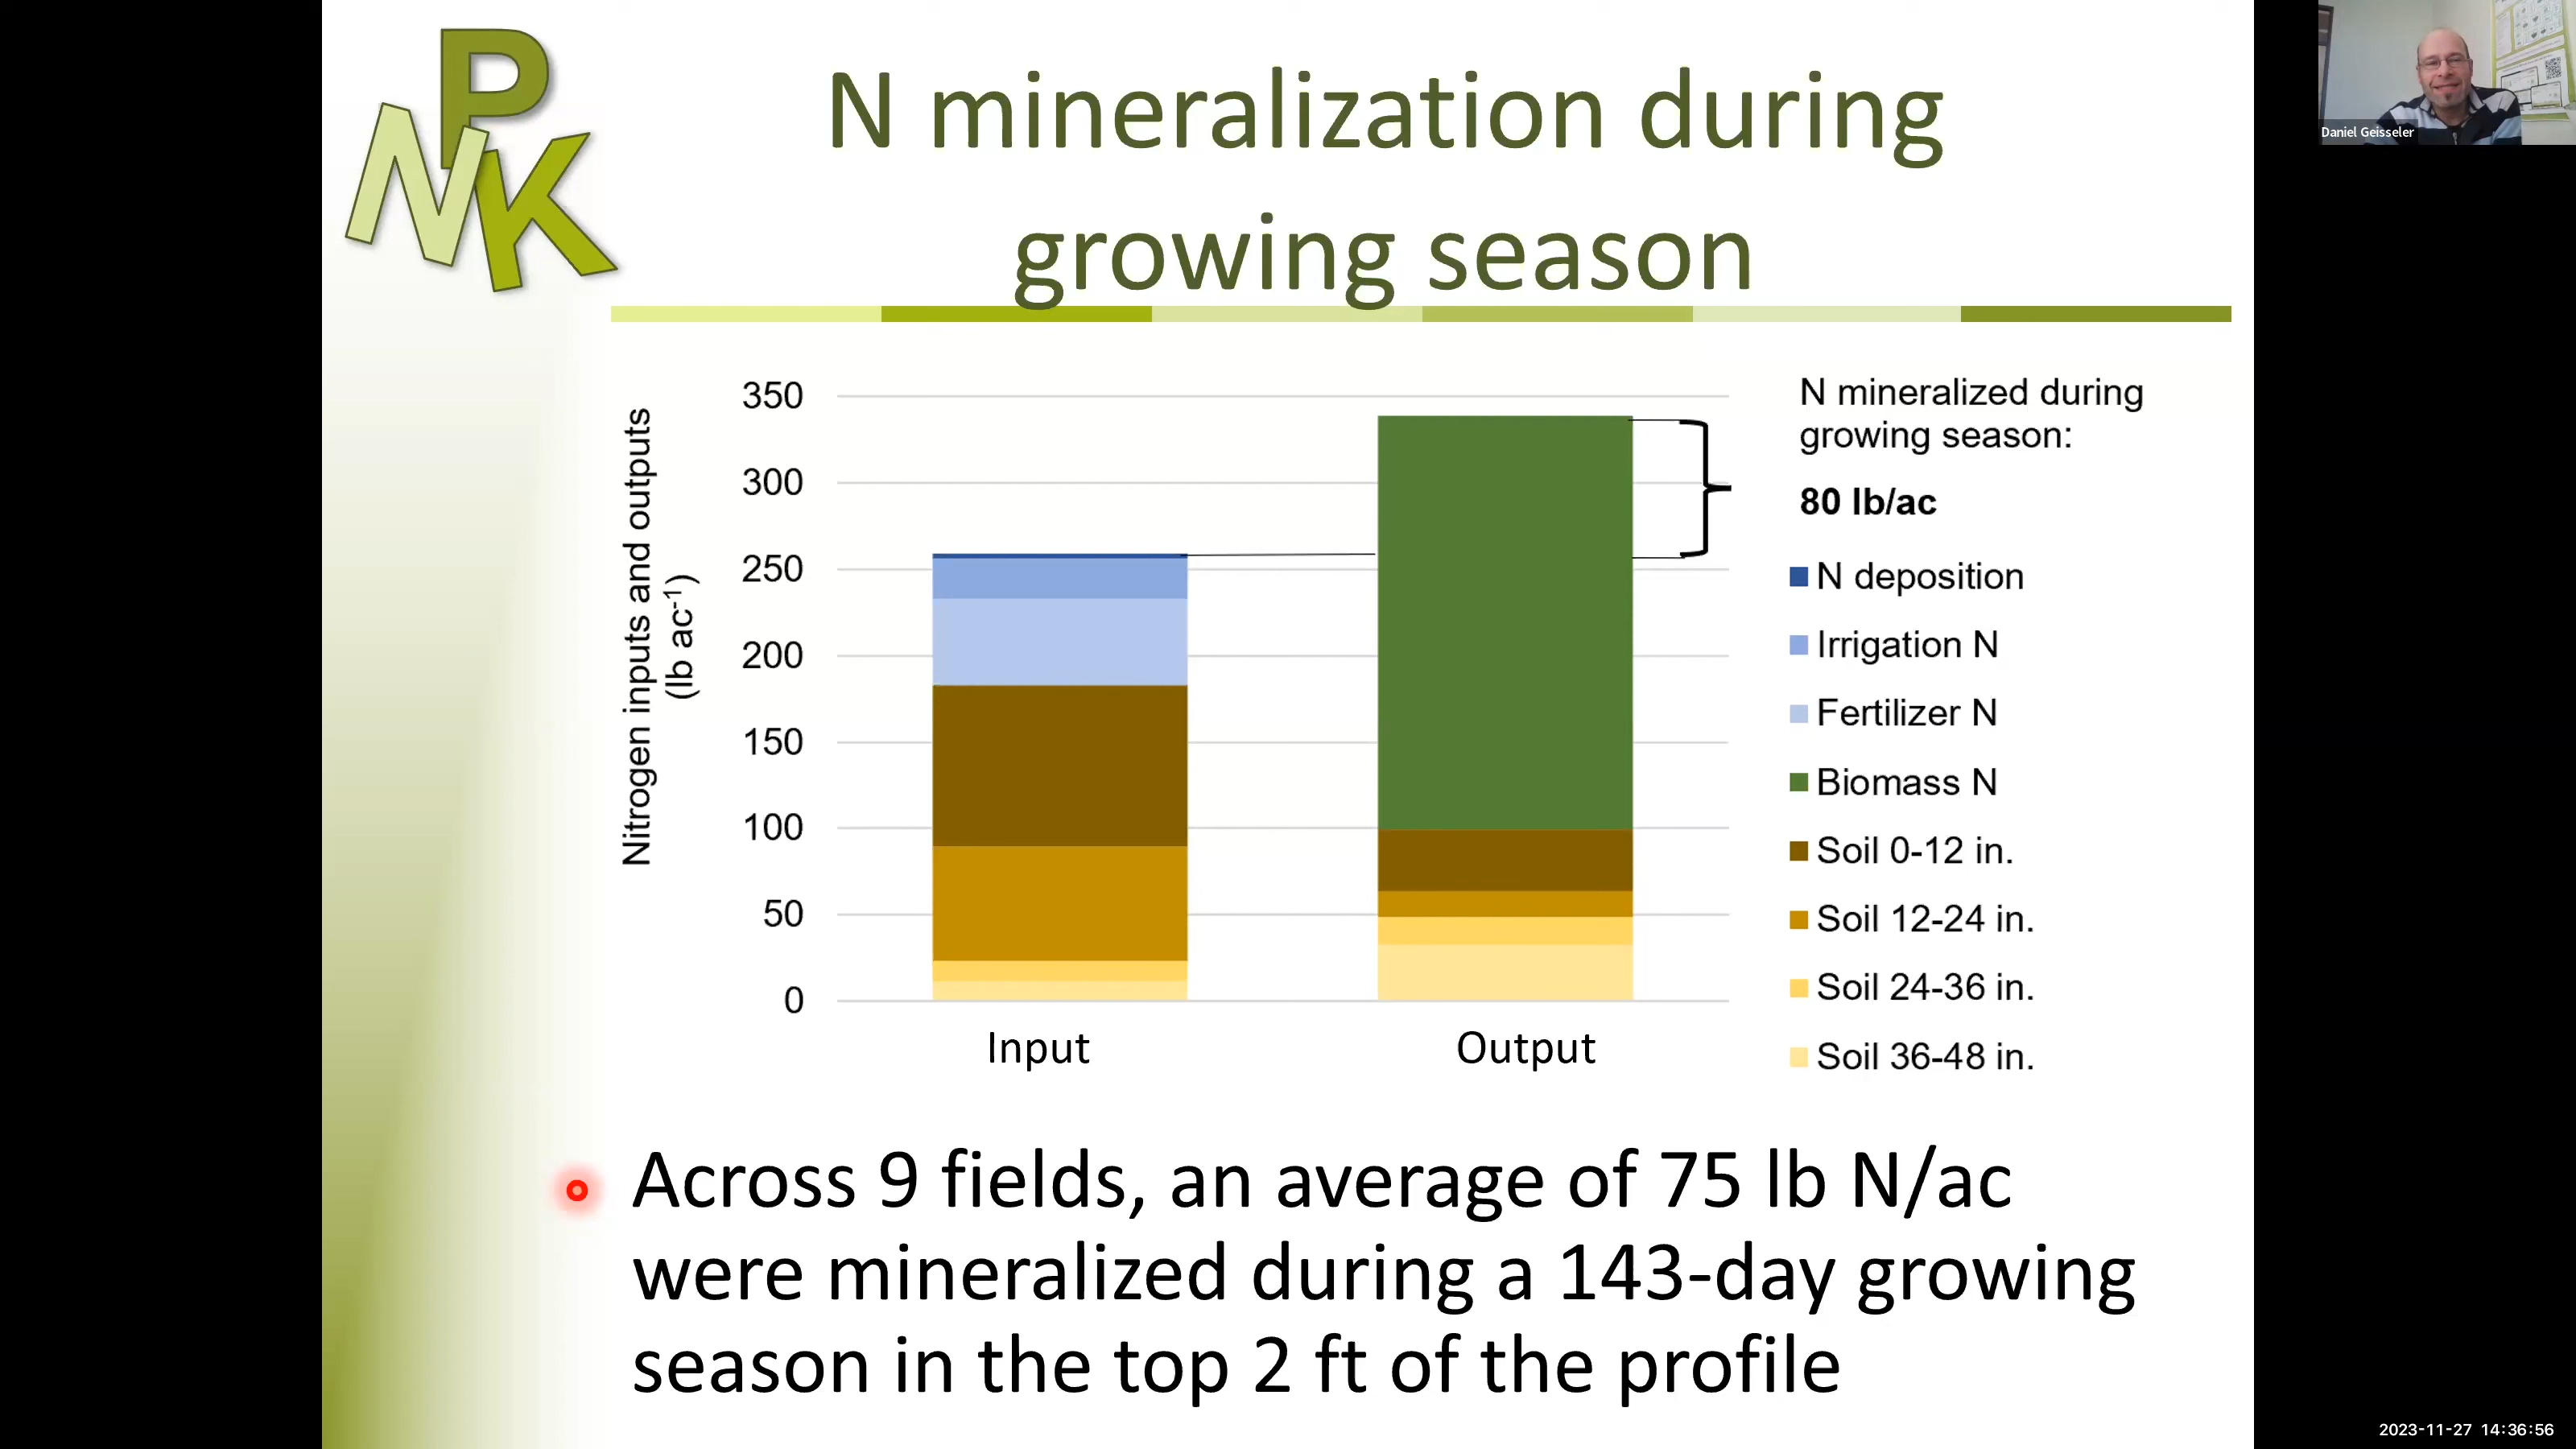 P
N
K
N mineralization during
growing season
Daniel Geisseler
Nitrogen inputs and outputs
(lb ac-1)
350
300
250
200
150
100
50
0
Input
Output
N mineralized during
growing season:
80 lb/ac
N deposition
Irrigation N
Fertilizer N
Biomass N
Soil 0-12 in.
Soil 12-24 in.
Soil 24-36 in.
Soil 36-48 in.
Across 9 fields, an average of 75 lb N/ac
were mineralized during a 143-day growing
season in the top 2 ft of the profile
2023-11-27 14:36:56